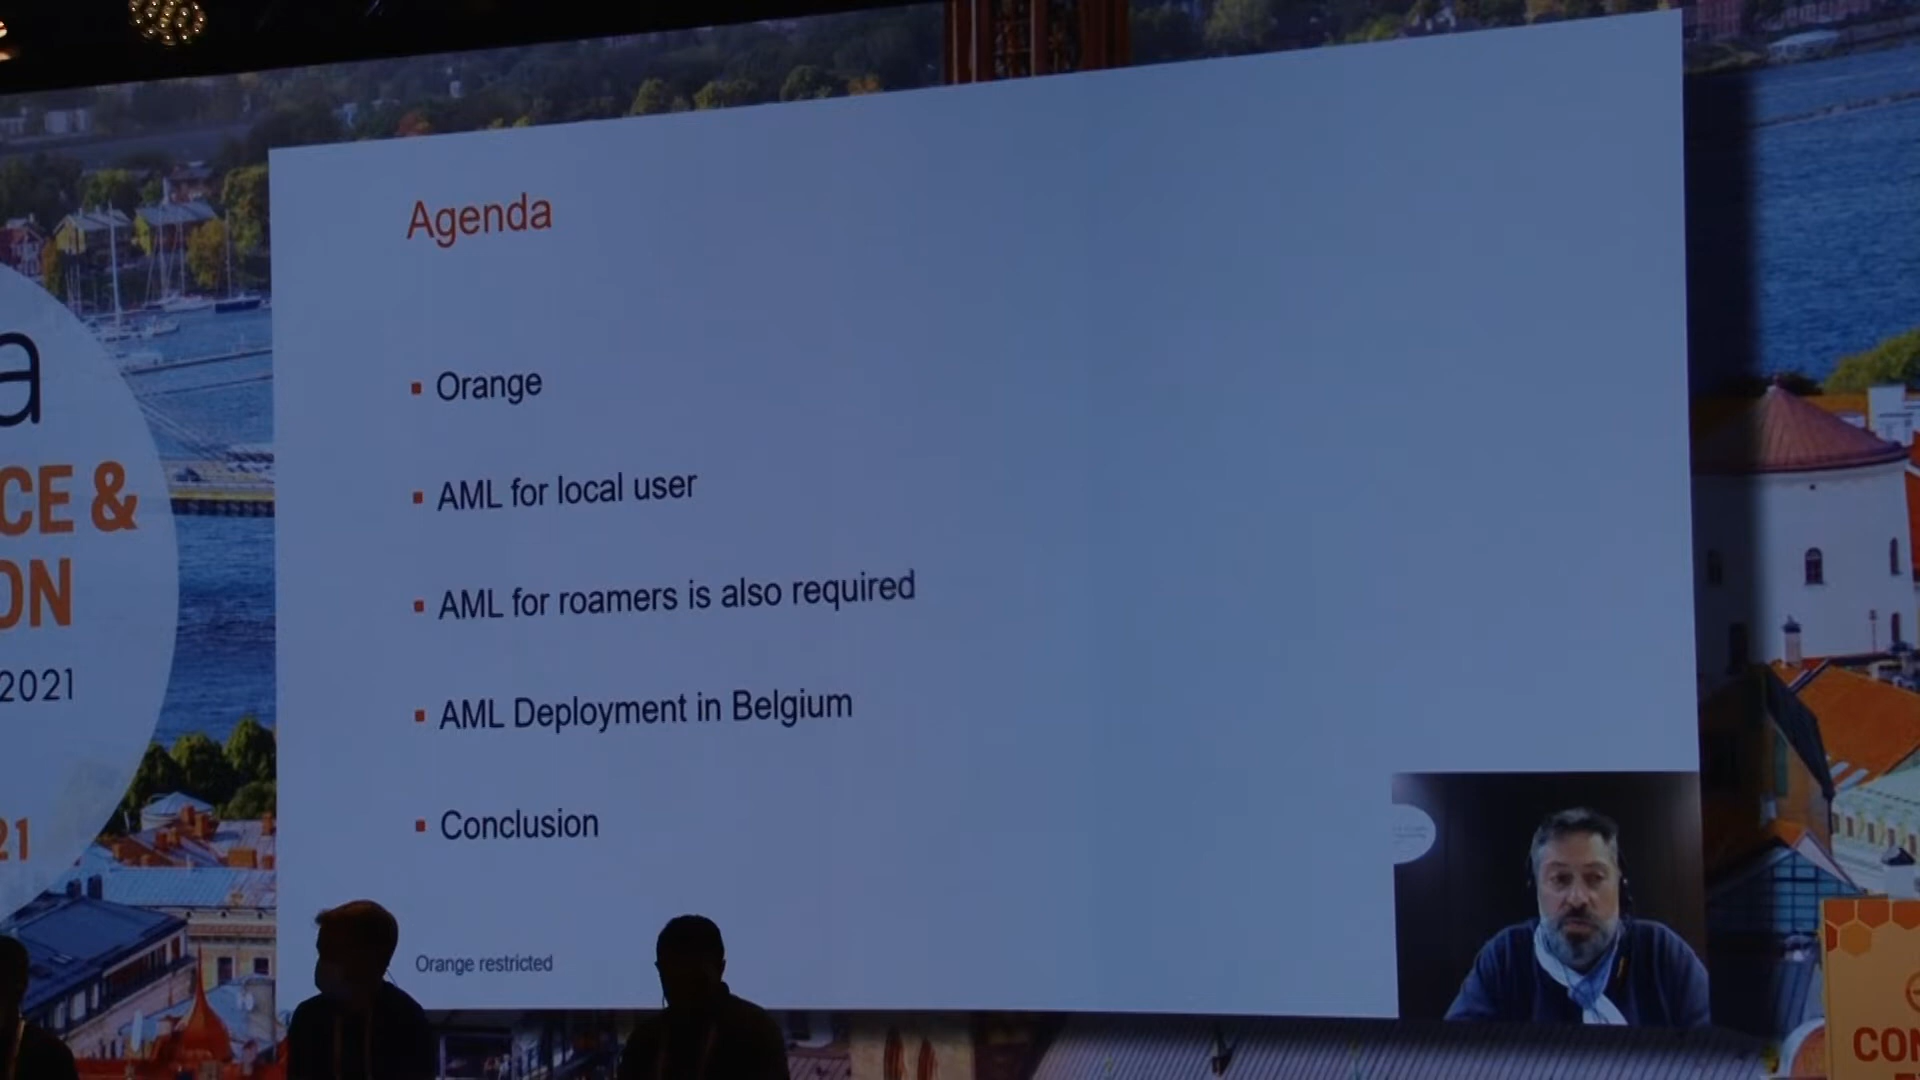 Agenda
Orange
AML for local user
AML for roamers is also required
AML Deployment in Belgium
Conclusion
Orange restricted
a
CE &
ON
2021
21
CON